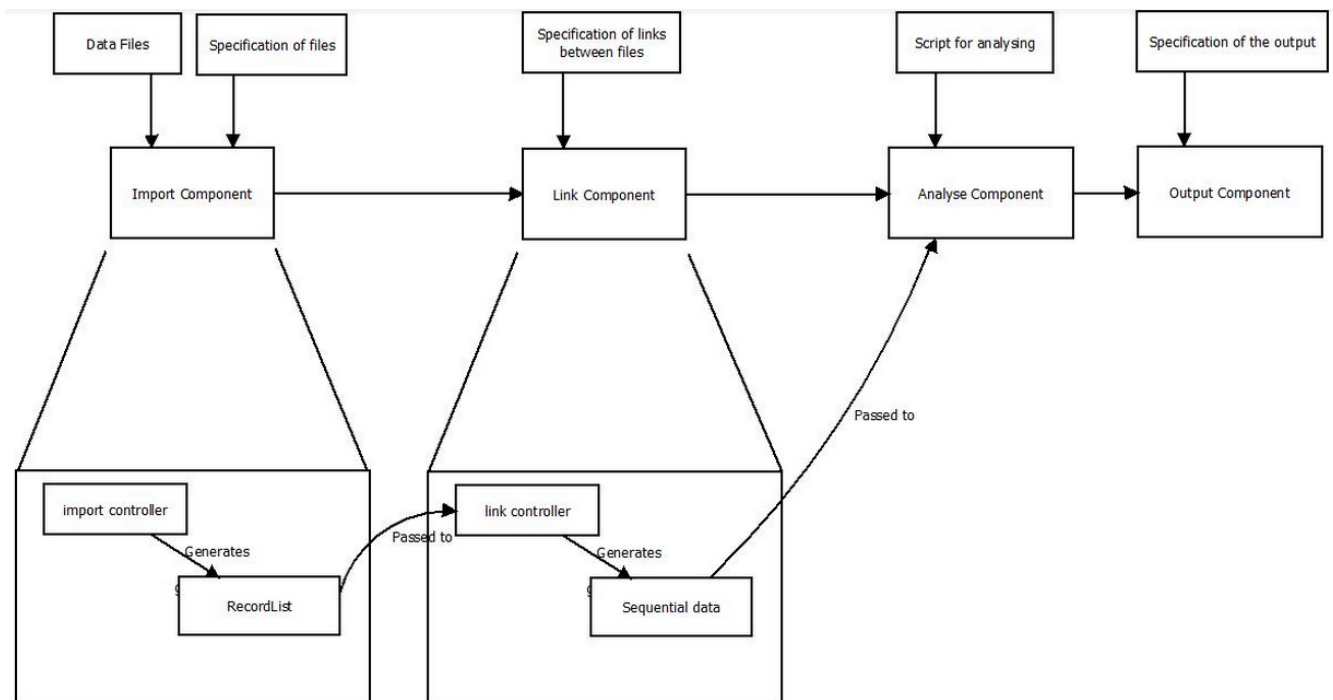 Data Files
Specification of files
Specification of links
between files
Script for analysing
Specification of the output
Import Component
Link Component
Analyse Component
Output Component
Passed to
import controller
Generates
RecordList
Passed to
link controller
Generates
Sequential data